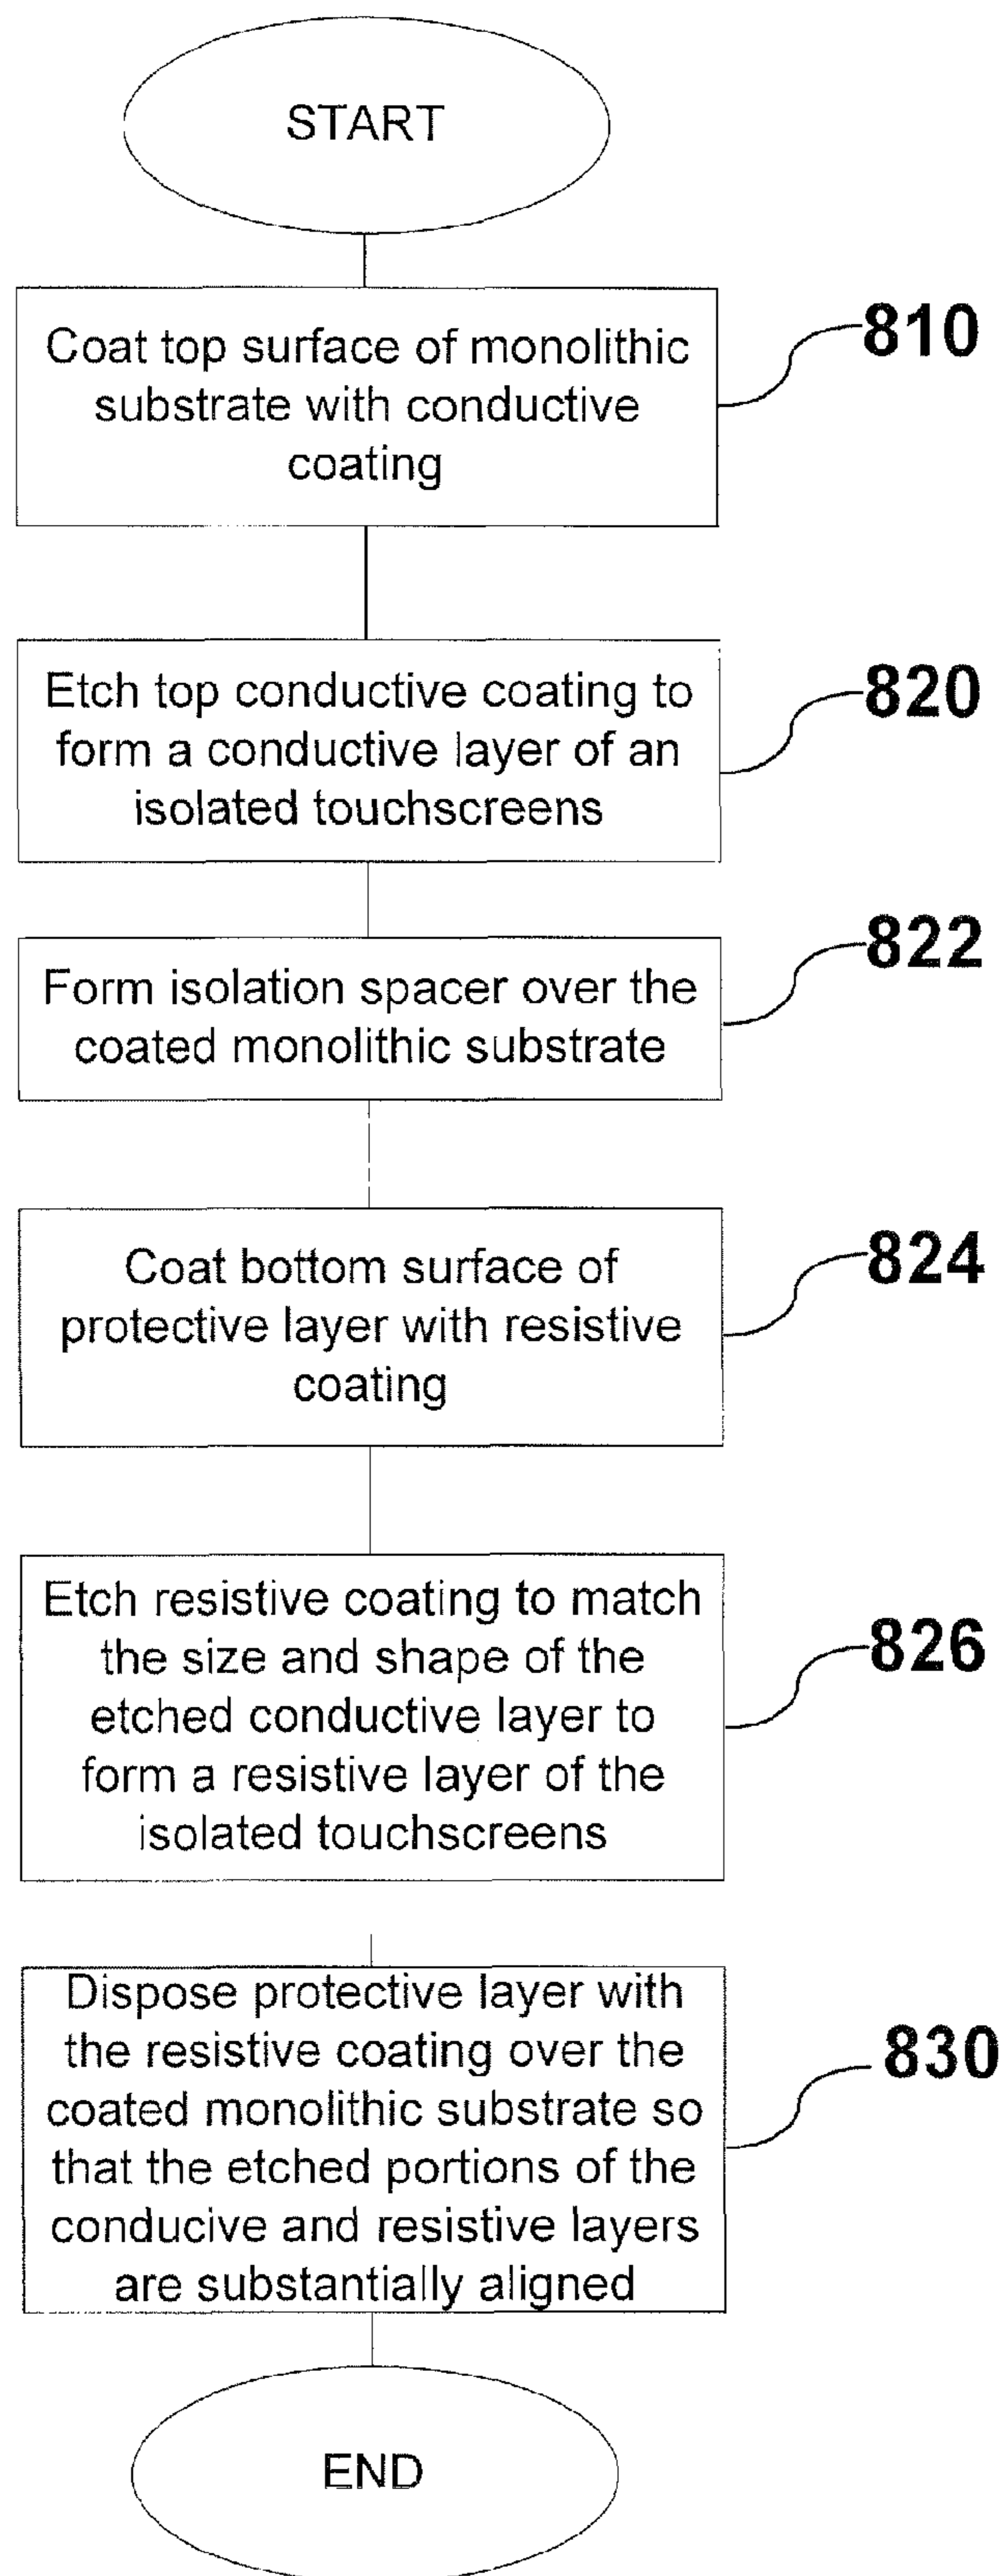 START
Coat top surface of monolithic
substrate with conductive
coating
810
Etch top conductive coating to
form a conductive layer of an
isolated touchscreens
820
Form isolation spacer over the
coated monolithic substrate
822
Coat bottom surface of
protective layer with resistive
coating
824
Etch resistive coating to match
the size and shape of the
etched conductive layer to
form a resistive layer of the
isolated touchscreens
826
Dispose protective layer with
the resistive coating over the
coated monolithic substrate so
that the etched portions of the
conducive and resistive layers
are substantially aligned
830
END